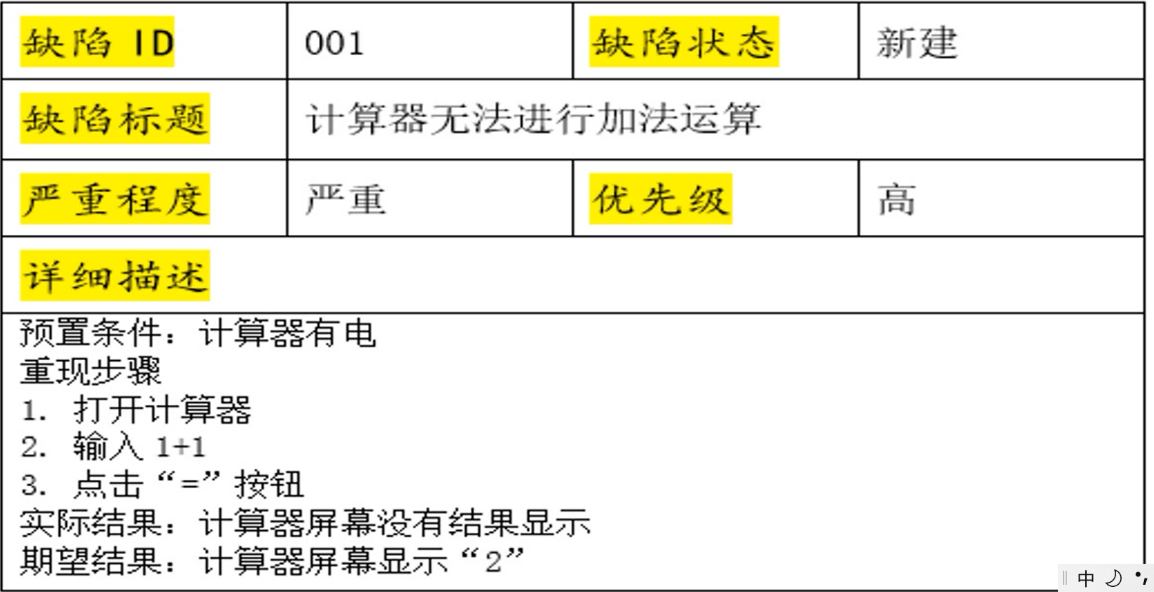 缺陷 ID 001 缺陷状态 新建
缺陷标题 计算器无法进行加法运算
严重程度 严重 优先级 高
详细描述
预置条件：计算器有电
重现步骤
1. 打开计算器
2. 输入 1+1
3. 点击“=”按钮
实际结果：计算器屏幕没有结果显示
期望结果：计算器屏幕显示“2”
中